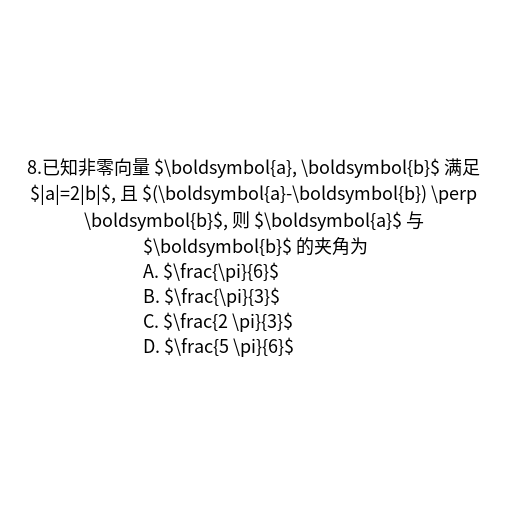 8.已知非零向量 $\boldsymbol{a}, \boldsymbol{b}$ 满足
$|a|=2|b|$, 且 $(\boldsymbol{a}-\boldsymbol{b}) \perp
\boldsymbol{b}$, 则 $\boldsymbol{a}$ 与
$\boldsymbol{b}$ 的夹角为
A. $\frac{\pi}{6}$
B. $\frac{\pi}{3}$
C. $\frac{2 \pi}{3}$
D. $\frac{5 \pi}{6}$